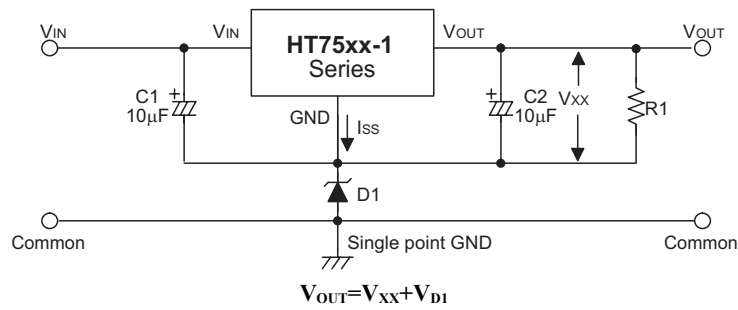 VIN VIN HT75xx-1 VOUT VOUT
Series
C1 C2 VXX
10μF 10μF R1
GND ISS
D1
Common Single point GND Common
VOUT=VXX+VD1